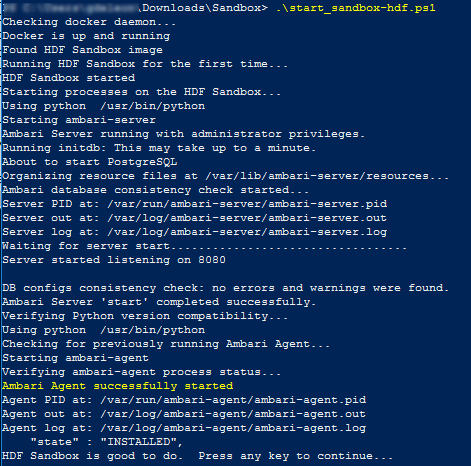 \Downloads\Sandbox> .\start_sandbox-hdf.ps1
Checking docker daemon...
Docker is up and running
Found HDF Sandbox image
Running HDF Sandbox for the first time...
HDF Sandbox started
Starting processes on the HDF Sandbox...
Using python  /usr/bin/python
Starting ambari-server
Ambari Server running with administrator privileges.
Running initdb: This may take up to a minute.
About to start PostgreSQL
Organizing resource files at /var/lib/ambari-server/resources...
Ambari database consistency check started...
Server PID at: /var/run/ambari-server/ambari-server.pid
Server out at: /var/log/ambari-server/ambari-server.out
Server log at: /var/log/ambari-server/ambari-server.log
Waiting for server start...................................
Server started listening on 8080
DB configs consistency check: no errors and warnings were found.
Ambari Server 'start' completed successfully.
Verifying Python version compatibility...
Using python  /usr/bin/python
Checking for previously running Ambari Agent...
Starting ambari-agent
Verifying ambari-agent process status...
Ambari Agent successfully started
Agent PID at: /var/run/ambari-agent/ambari-agent.pid
Agent out at: /var/log/ambari-agent/ambari-agent.out
Agent log at: /var/log/ambari-agent/ambari-agent.log
    "state" : "INSTALLED",
HDF Sandbox is good to do.  Press any key to continue...